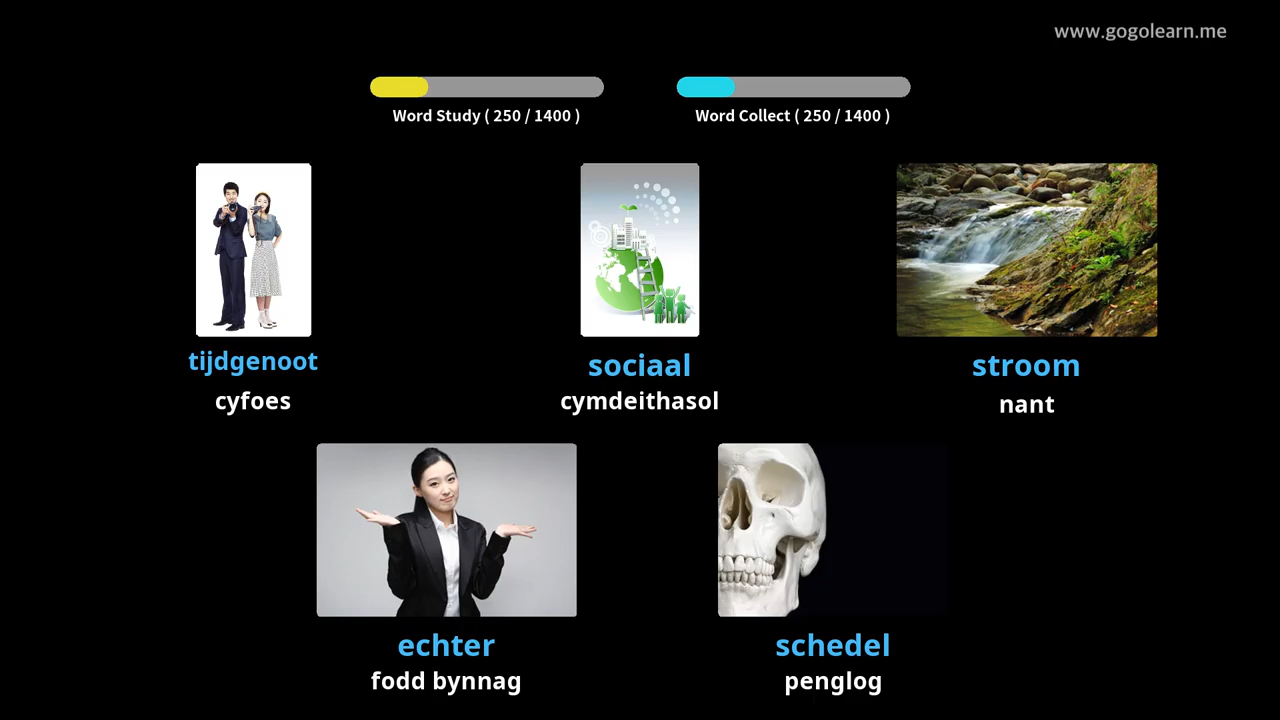 www.gogolearn.me
Word Study ( 250 / 1400 )
Word Collect ( 250 / 1400 )
tijdgenoot
cyfoes
sociaal
cymdeithasol
stroom
nant
echter
fodd bynnag
schedel
penglog